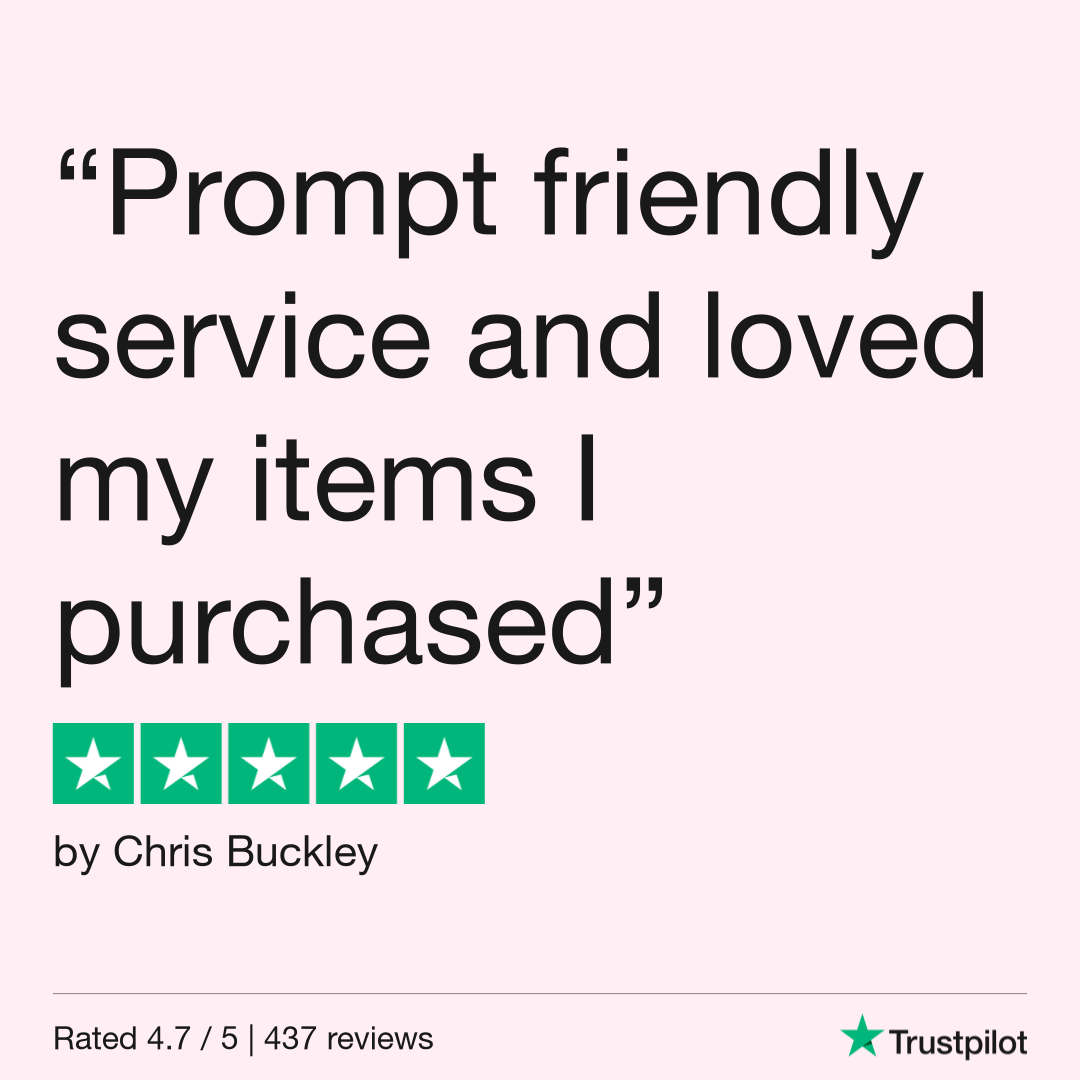 “Prompt friendly
service and loved
my items I
purchased”
by Chris Buckley
Rated 4.7 / 5 | 437 reviews
Trustpilot